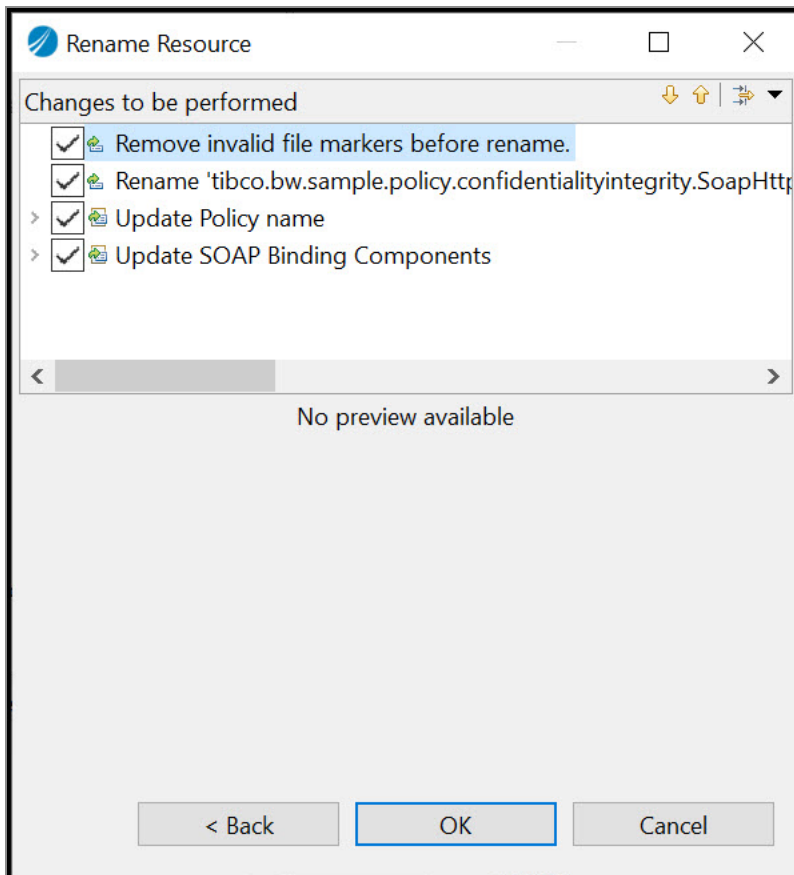 Rename Resource
Changes to be performed
Remove invalid file markers before rename.
Rename 'tibco.bw.sample.policy.confidentialityintegrity.SoapHttp
Update Policy name
Update SOAP Binding Components
No preview available
< Back
OK
Cancel